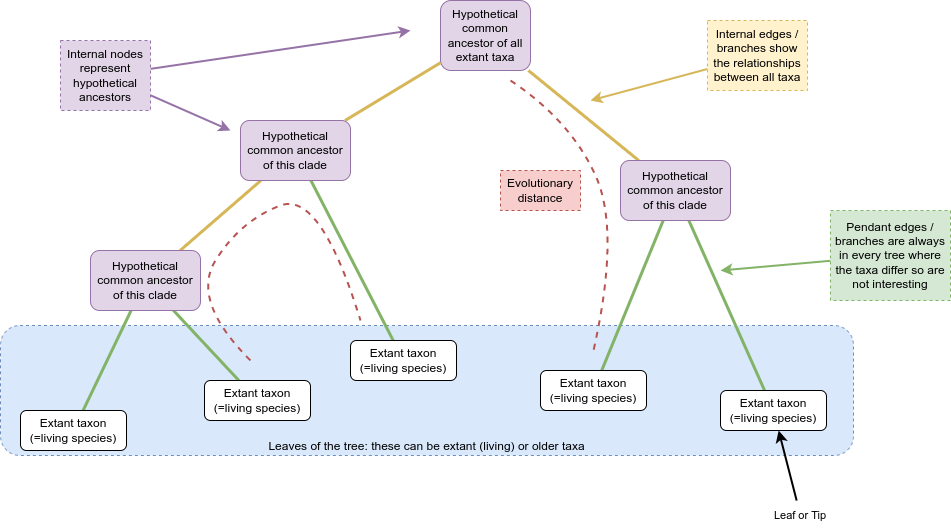 Hypothetical
common
ancestor of all
extant taxa
Internal nodes
represent
hypothetical
ancestors
Internal edges /
branches show
the relationships
between all taxa
Hypothetical
common ancestor
of this clade
Evolutionary
distance
Hypothetical
common ancestor
of this clade
Pendant edges /
branches are always
in every tree where
the taxa differ so are
not interesting
Hypothetical
common ancestor
of this clade
Extant taxon
(=living species)
Extant taxon
(=living species)
Extant taxon
(=living species)
Extant taxon
(=living species)
Extant taxon
(=living species)
Leaves of the tree: these can be extant (living) or older taxa
Leaf or Tip